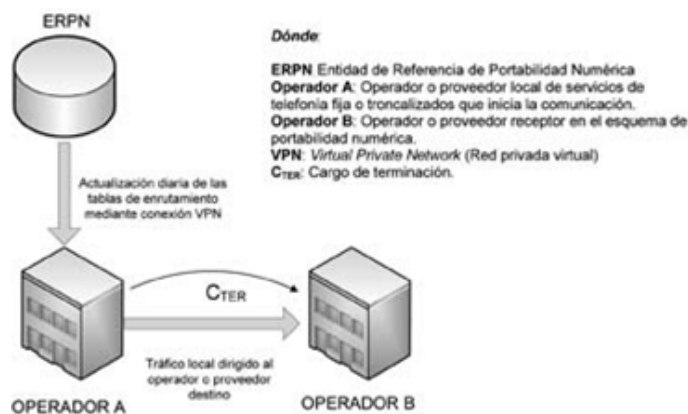 ERPN
Dónde:
ERPN Entidad de Referencia de Portabilidad Numérica
Operador A: Operador o proveedor local de servicios de
telefonía fija o troncalizados que inicia la comunicación.
Operador B: Operador o proveedor receptor en el esquema de
portabilidad numérica.
VPN: Virtual Private Network (Red privada virtual)
CTER: Cargo de terminación.
Actualización diaria de las
tablas de enrutamiento
mediante conexión VPN
CTER
Tráfico local dirigido al
operador o proveedor
destino
OPERADOR A
OPERADOR B